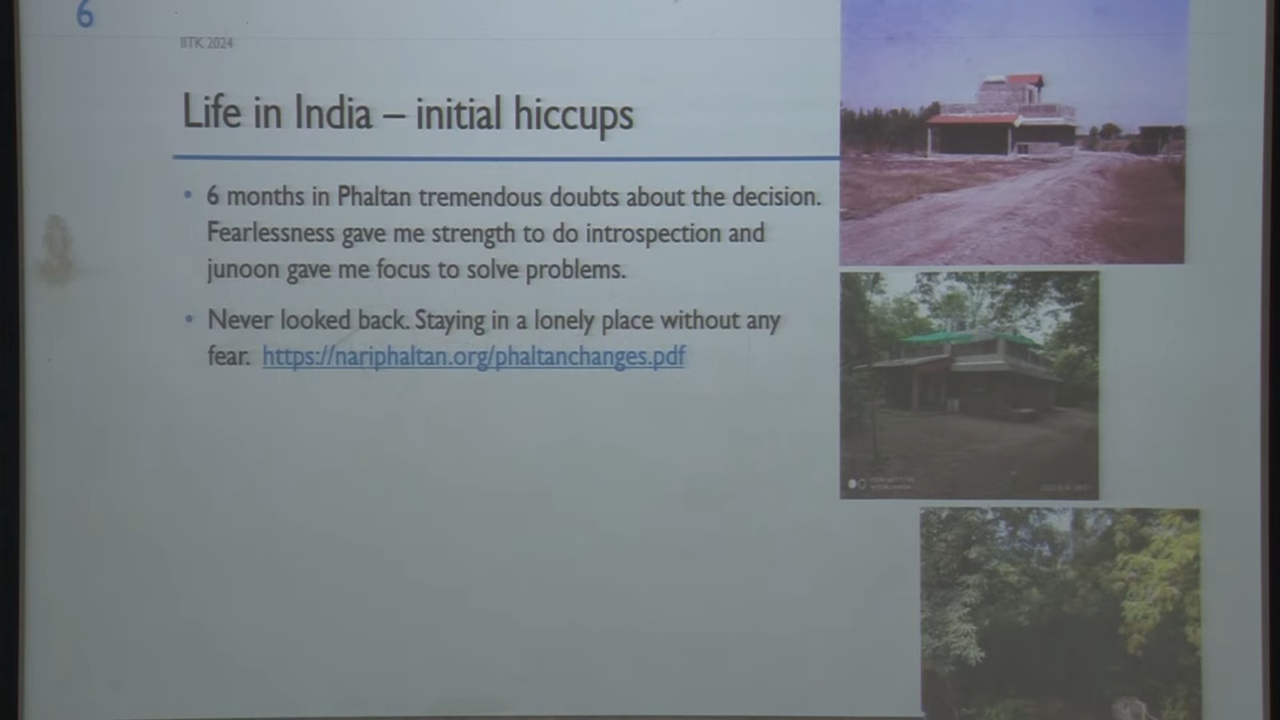 6
IITK 2024
Life in India – initial hiccups
• 6 months in Phaltan tremendous doubts about the decision.
Fearlessness gave me strength to do introspection and
junoon gave me focus to solve problems.
• Never looked back. Staying in a lonely place without any
fear. https://nariphaltan.org/phaltanchanges.pdf